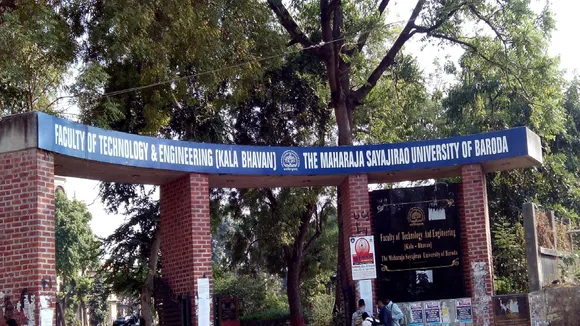 FACULTY OF TECHNOLOGY & ENGINEERING (KALA BHAVAN) THE MAHARAJA SAYAJIRAO UNIVERSITY OF BARODA
Faculty of Technology And Engineering
(Kala - Bhavan)
The Maharaja Sayajirao University of Baroda